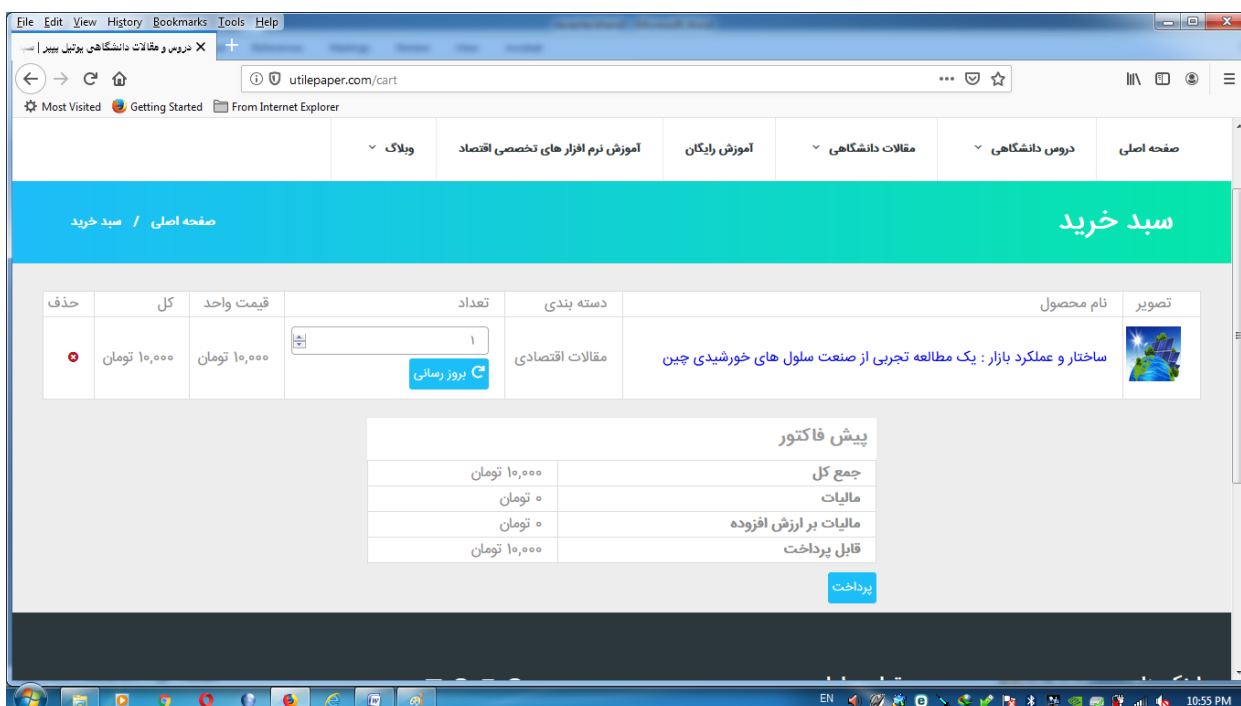 File Edit View History Bookmarks Tools Help
دروس و مقالات دانشگاهی یوتیل پیپر |
utilepaper.com/cart
Most Visited Getting Started From Internet Explorer
صفحه اصلی دروس دانشگاهی مقالات دانشگاهی آموزش رایگان آموزش نرم افزار های تخصصی اقتصاد وبلاگ
سبد خرید
صفحه اصلی / سبد خرید
تصویر نام محصول دسته بندی تعداد قیمت واحد کل حذف
ساختار و عملکرد بازار : یک مطالعه تجربی از صنعت سلول های خورشیدی چین مقالات اقتصادی ۱ ۱۰,۰۰۰ تومان ۱۰,۰۰۰ تومان
بروز رسانی
پیش فاکتور
جمع کل ۱۰,۰۰۰ تومان
مالیات ۰ تومان
مالیات بر ارزش افزوده ۰ تومان
قابل پرداخت ۱۰,۰۰۰ تومان
پرداخت
EN 10:55 PM